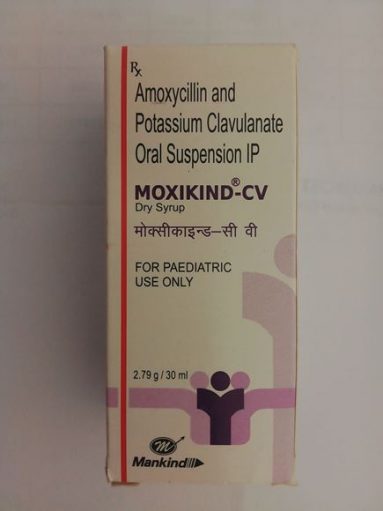 Rx
Amoxycillin and
Potassium Clavulanate
Oral Suspension IP
MOXIKIND®-CV
Dry Syrup
मोक्सीकाइन्ड–सी वी
FOR PAEDIATRIC
USE ONLY
2.79 g / 30 ml
m
Mankind